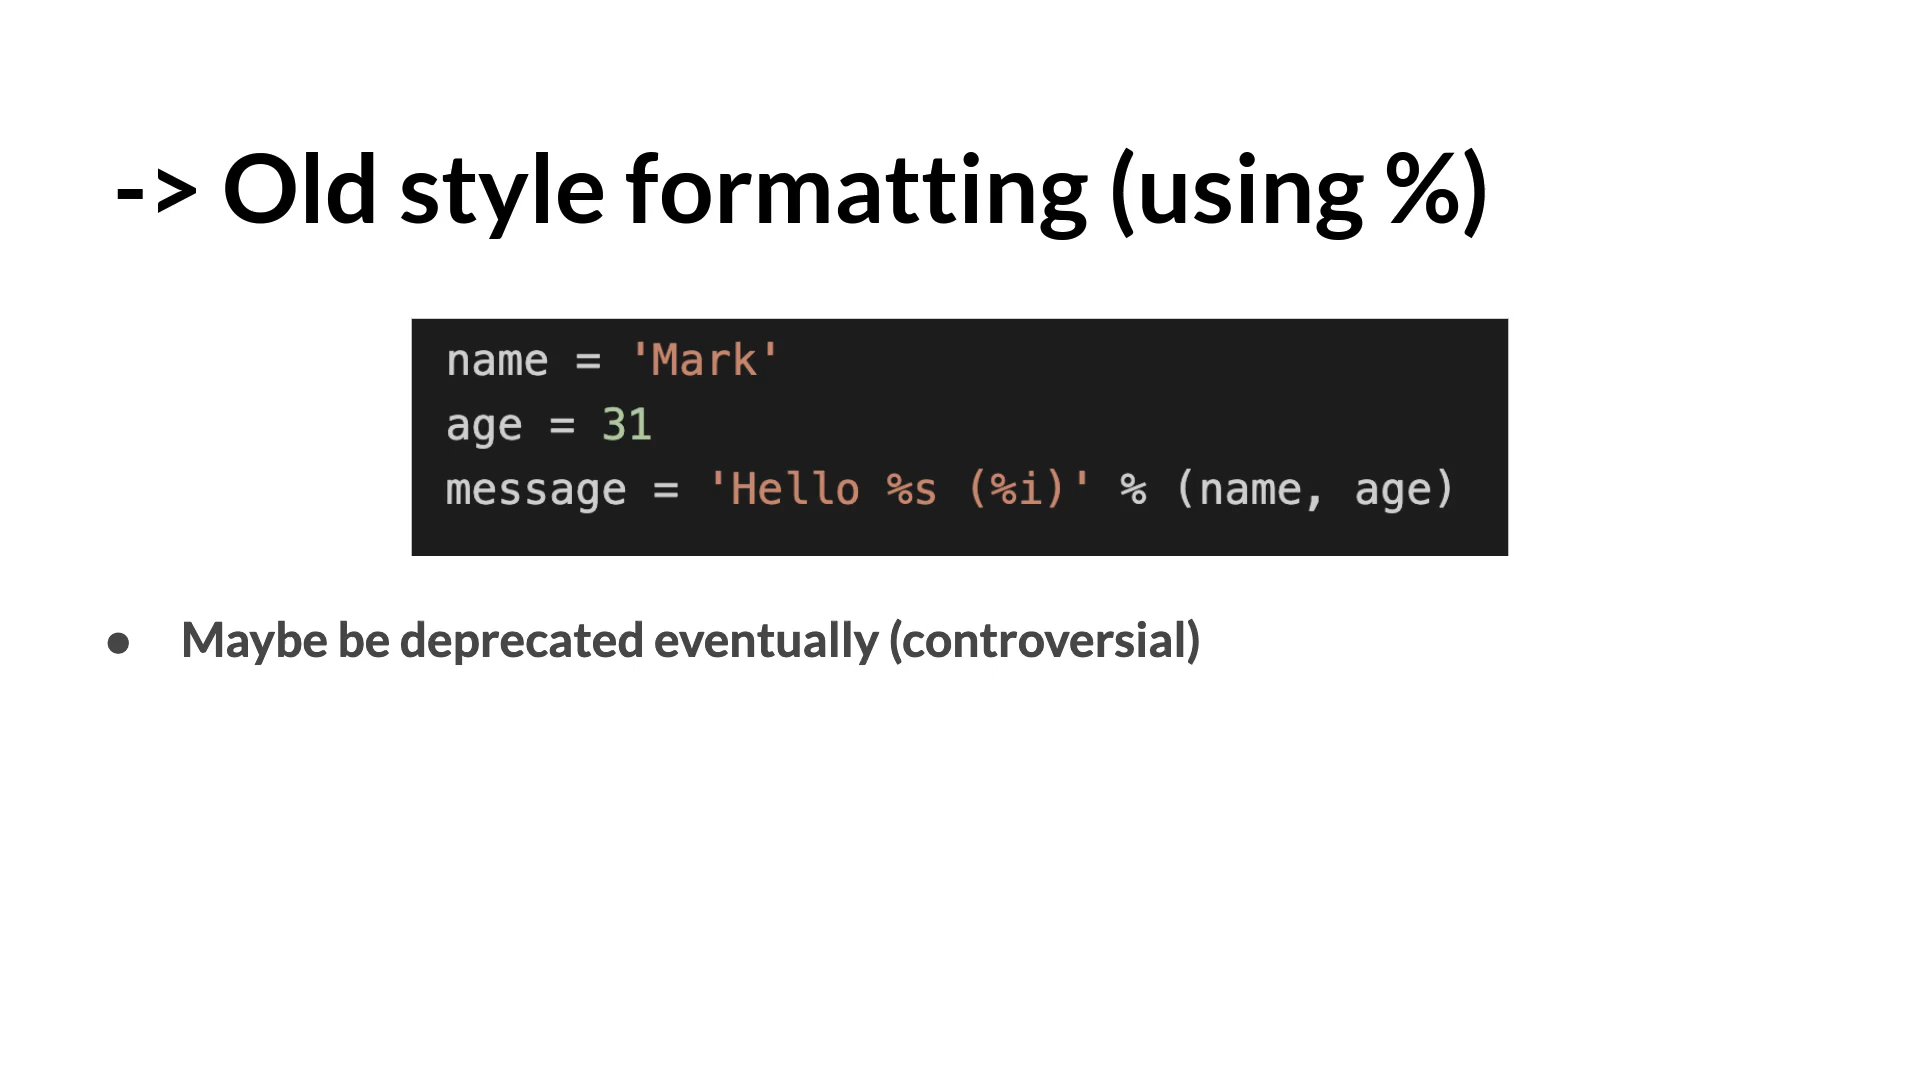 -> Old style formatting (using %)
name = 'Mark'
age = 31
message = 'Hello %s (%i)' % (name, age)
● Maybe be deprecated eventually (controversial)